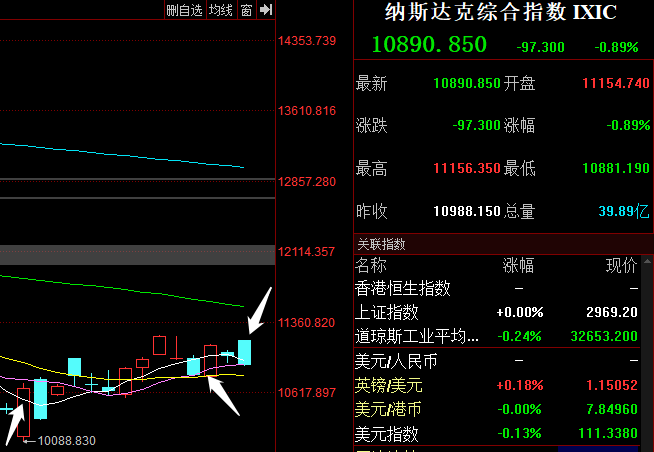 删自选 均线 窗
14353.739
13610.816
12857.280
12114.357
11360.820
10617.897
10088.830
纳斯达克综合指数 IXIC
10890.850 -97.300 -0.89%
最新 10890.850 开盘 11154.740
涨跌 -97.300 涨幅 -0.89%
最高 11156.350 最低 10881.190
昨收 10988.150 总量 39.89亿
关联指数
名称 涨幅 现价
香港恒生指数 — —
上证指数 +0.00% 2969.20
道琼斯工业平均... -0.24% 32653.200
美元/人民币 — —
英镑/美元 +0.18% 1.15052
美元/港币 -0.00% 7.84960
美元指数 -0.13% 111.3380